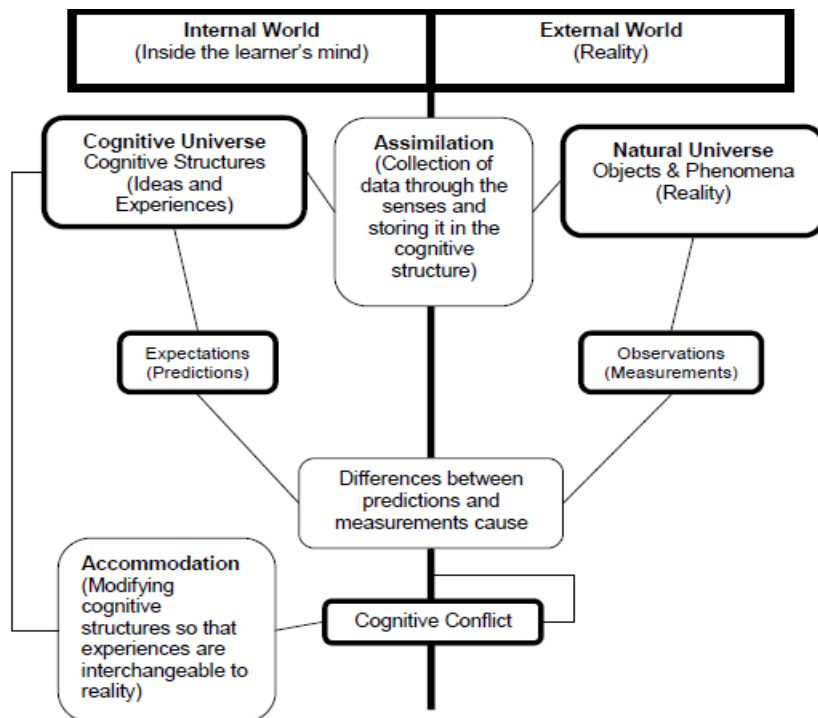 Internal World
(Inside the learner's mind)
External World
(Reality)
Cognitive Universe
Cognitive Structures
(Ideas and
Experiences)
Assimilation
(Collection of
data through the
senses and
storing it in the
cognitive
structure)
Natural Universe
Objects & Phenomena
(Reality)
Expectations
(Predictions)
Observations
(Measurements)
Differences between
predictions and
measurements cause
Accommodation
(Modifying
cognitive
structures so that
experiences are
interchangeable to
reality)
Cognitive Conflict